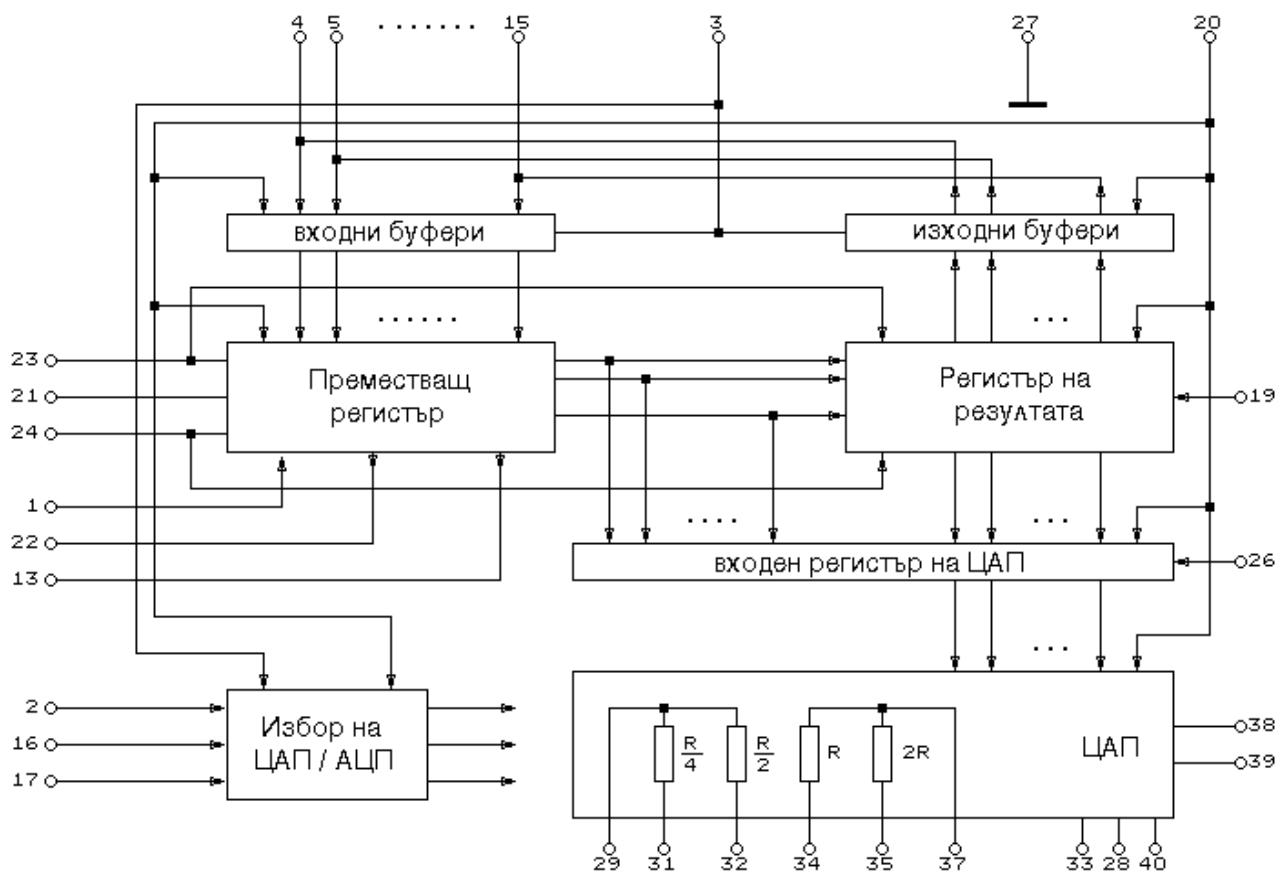 4 5 ....... 15 3 27 20
входни буфери
изходни буфери
......
...
23
21
24
Преместващ
регистър
Регистър на
резултата
19
1
22
13
....
...
входен регистър на ЦАП
26
...
2
16
17
Избор на
ЦАП / АЦП
R/4
R/2
R
2R
ЦАП
38
39
29 31 32 34 35 37 33 28 40